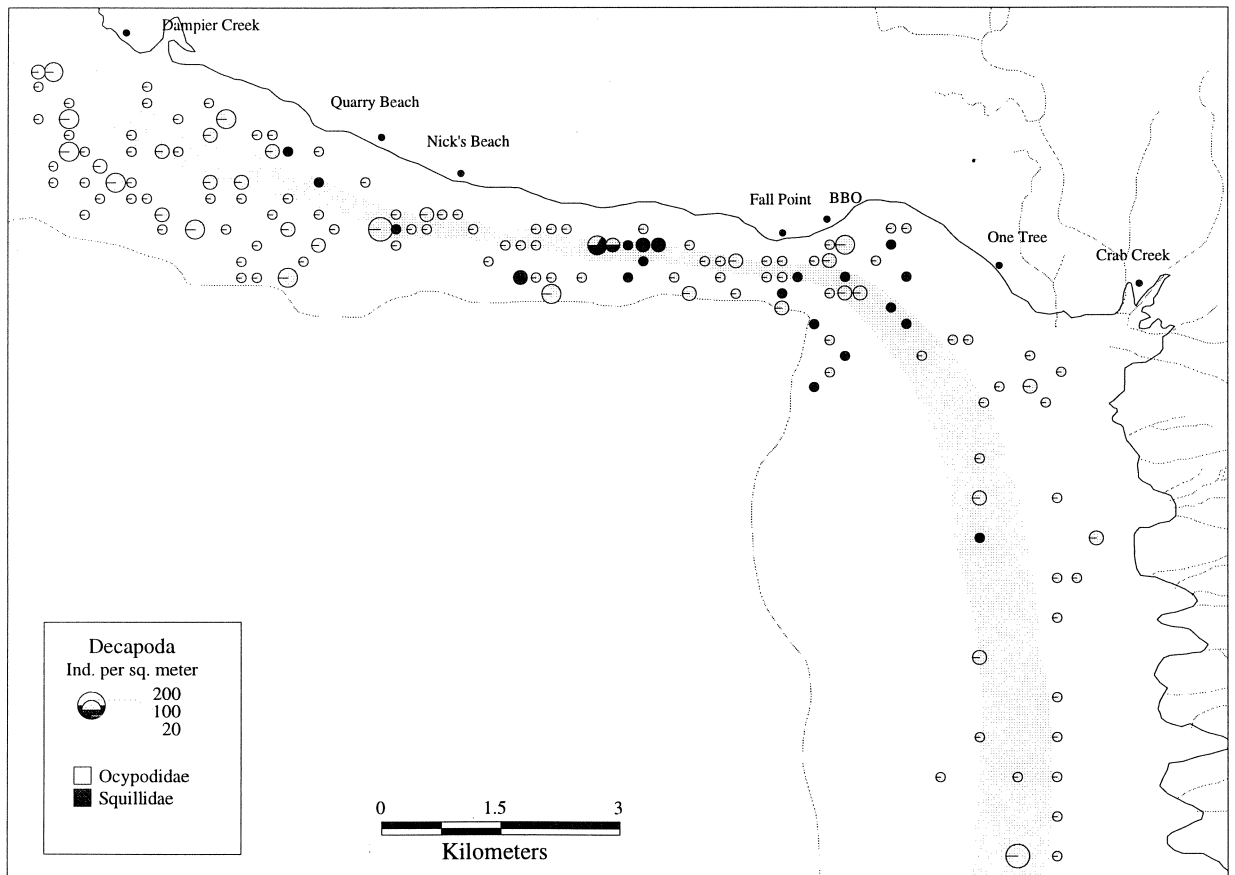 Dampier Creek
Quarry Beach
Nick's Beach
Fall Point
BBO
One Tree
Crab Creek
Decapoda
Ind. per sq. meter
200
100
20
Ocypodidae
Squillidae
0 1.5 3
Kilometers